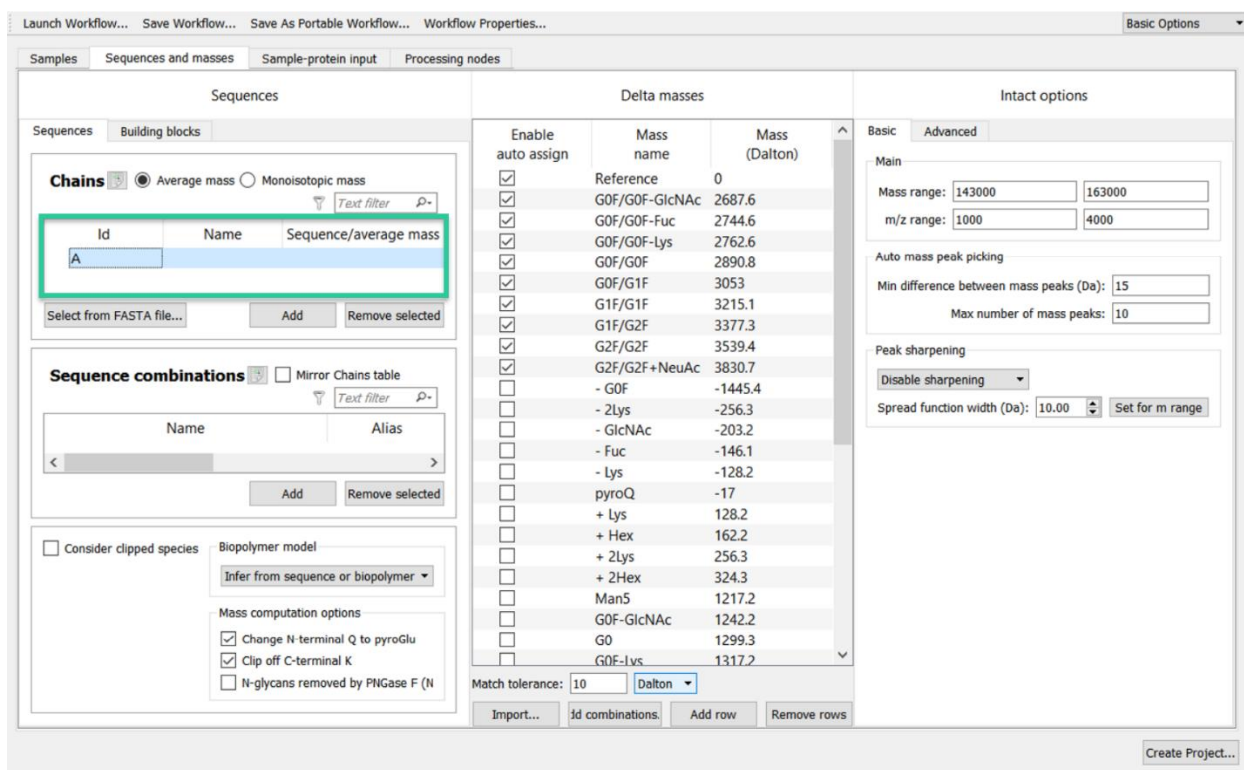 Launch Workflow... Save Workflow... Save As Portable Workflow... Workflow Properties... Basic Options
Samples Sequences and masses Sample-protein input Processing nodes
Sequences
Sequences Building blocks
Chains Average mass Monoisotopic mass
Text filter
Id Name Sequence/average mass
A
Select from FASTA file... Add Remove selected
Sequence combinations Mirror Chains table
Text filter
Name Alias
Add Remove selected
Consider clipped species
Biopolymer model
Infer from sequence or biopolymer
Mass computation options
Change N-terminal Q to pyroGlu
Clip off C-terminal K
N-glycans removed by PNGase F (N
Delta masses
Enable auto assign Mass name Mass (Dalton)
Reference 0
G0F/G0F-GlcNAc 2687.6
G0F/G0F-Fuc 2744.6
G0F/G0F-Lys 2762.6
G0F/G0F 2890.8
G0F/G1F 3053
G1F/G1F 3215.1
G1F/G2F 3377.3
G2F/G2F 3539.4
G2F/G2F+NeuAc 3830.7
- G0F -1445.4
- 2Lys -256.3
- GlcNAc -203.2
- Fuc -146.1
- Lys -128.2
pyroQ -17
+ Lys 128.2
+ Hex 162.2
+ 2Lys 256.3
+ 2Hex 324.3
Man5 1217.2
G0F-GlcNAc 1242.2
G0 1299.3
G0F-Lys 1317.2
Match tolerance: 10 Dalton
Import... ld combinations. Add row Remove rows
Intact options
Basic Advanced
Main
Mass range: 143000 163000
m/z range: 1000 4000
Auto mass peak picking
Min difference between mass peaks (Da): 15
Max number of mass peaks: 10
Peak sharpening
Disable sharpening
Spread function width (Da): 10.00 Set for m range
Create Project...